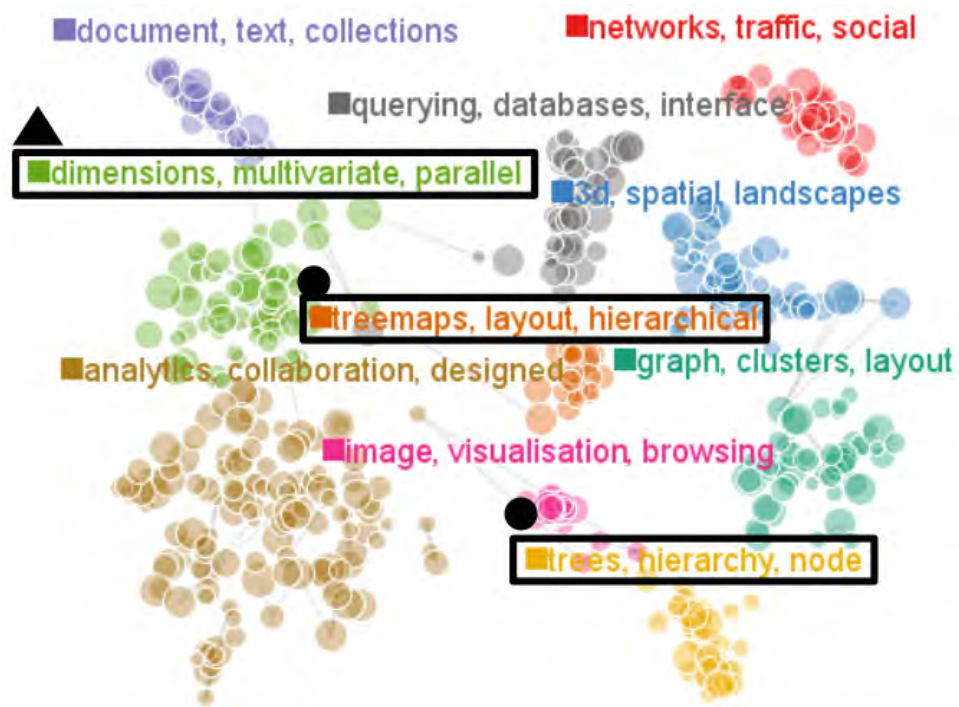 document, text, collections
networks, traffic, social
querying, databases, interface
dimensions, multivariate, parallel
3d, spatial, landscapes
treemaps, layout, hierarchical
analytics, collaboration, designed
graph, clusters, layout
image, visualisation, browsing
trees, hierarchy, node